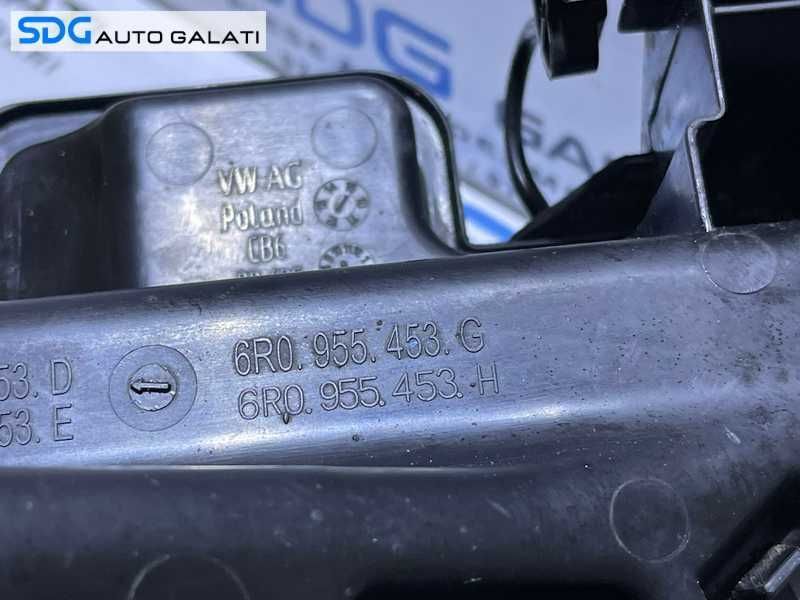 SDG AUTO GALATI
VW AG
Poland
CB6
53. D
53. E
6R0. 955. 453. G
6R0. 955. 453. H